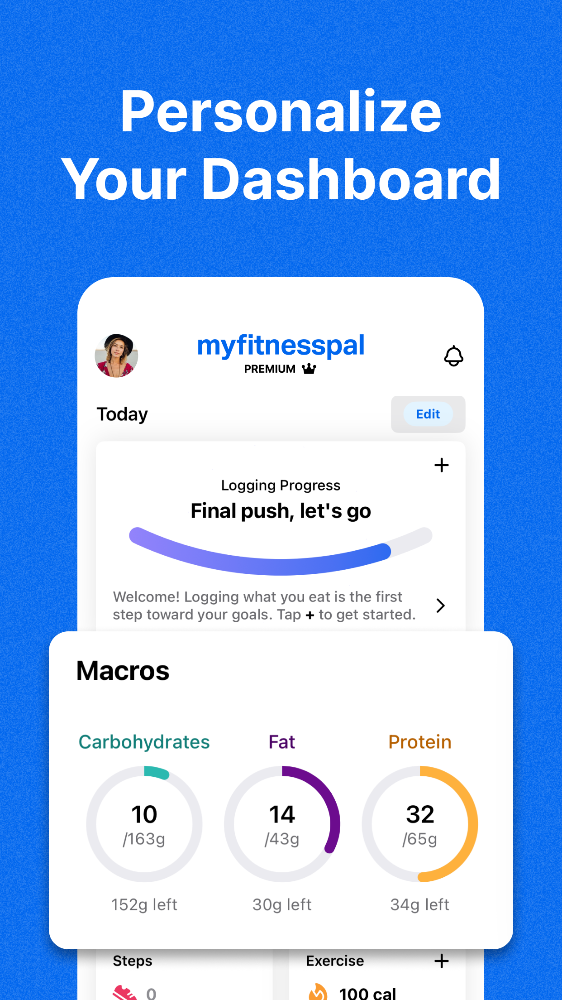 Personalize
Your Dashboard
myfitnesspal
PREMIUM
Today
Edit
+
Logging Progress
Final push, let's go
Welcome! Logging what you eat is the first
step toward your goals. Tap + to get started.
Macros
Carbohydrates Fat Protein
10 14 32
/163g /43g /65g
152g left 30g left 34g left
Steps Exercise +
0 100 cal